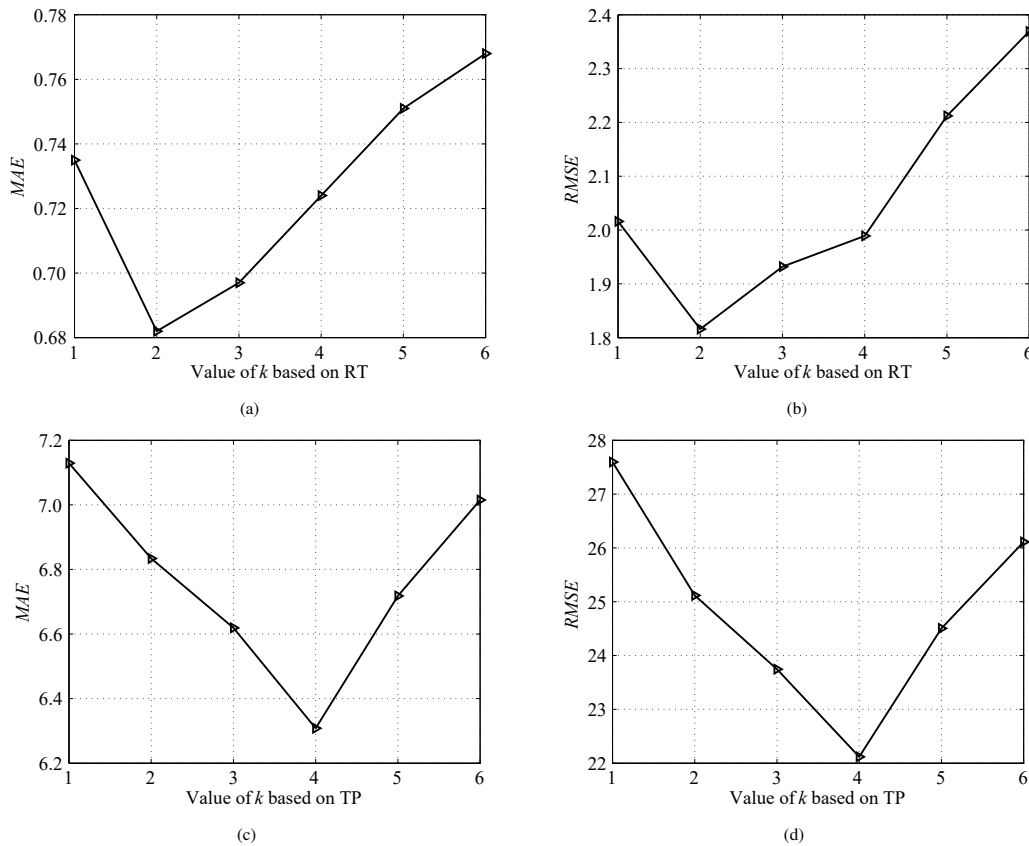 0.78
0.76
0.74
0.72
0.70
0.68
MAE
1 2 3 4 5 6
Value of k based on RT
(a)
2.4
2.3
2.2
2.1
2.0
1.9
1.8
RMSE
1 2 3 4 5 6
Value of k based on RT
(b)
7.2
7.0
6.8
6.6
6.4
6.2
MAE
1 2 3 4 5 6
Value of k based on TP
(c)
28
27
26
25
24
23
22
RMSE
1 2 3 4 5 6
Value of k based on TP
(d)